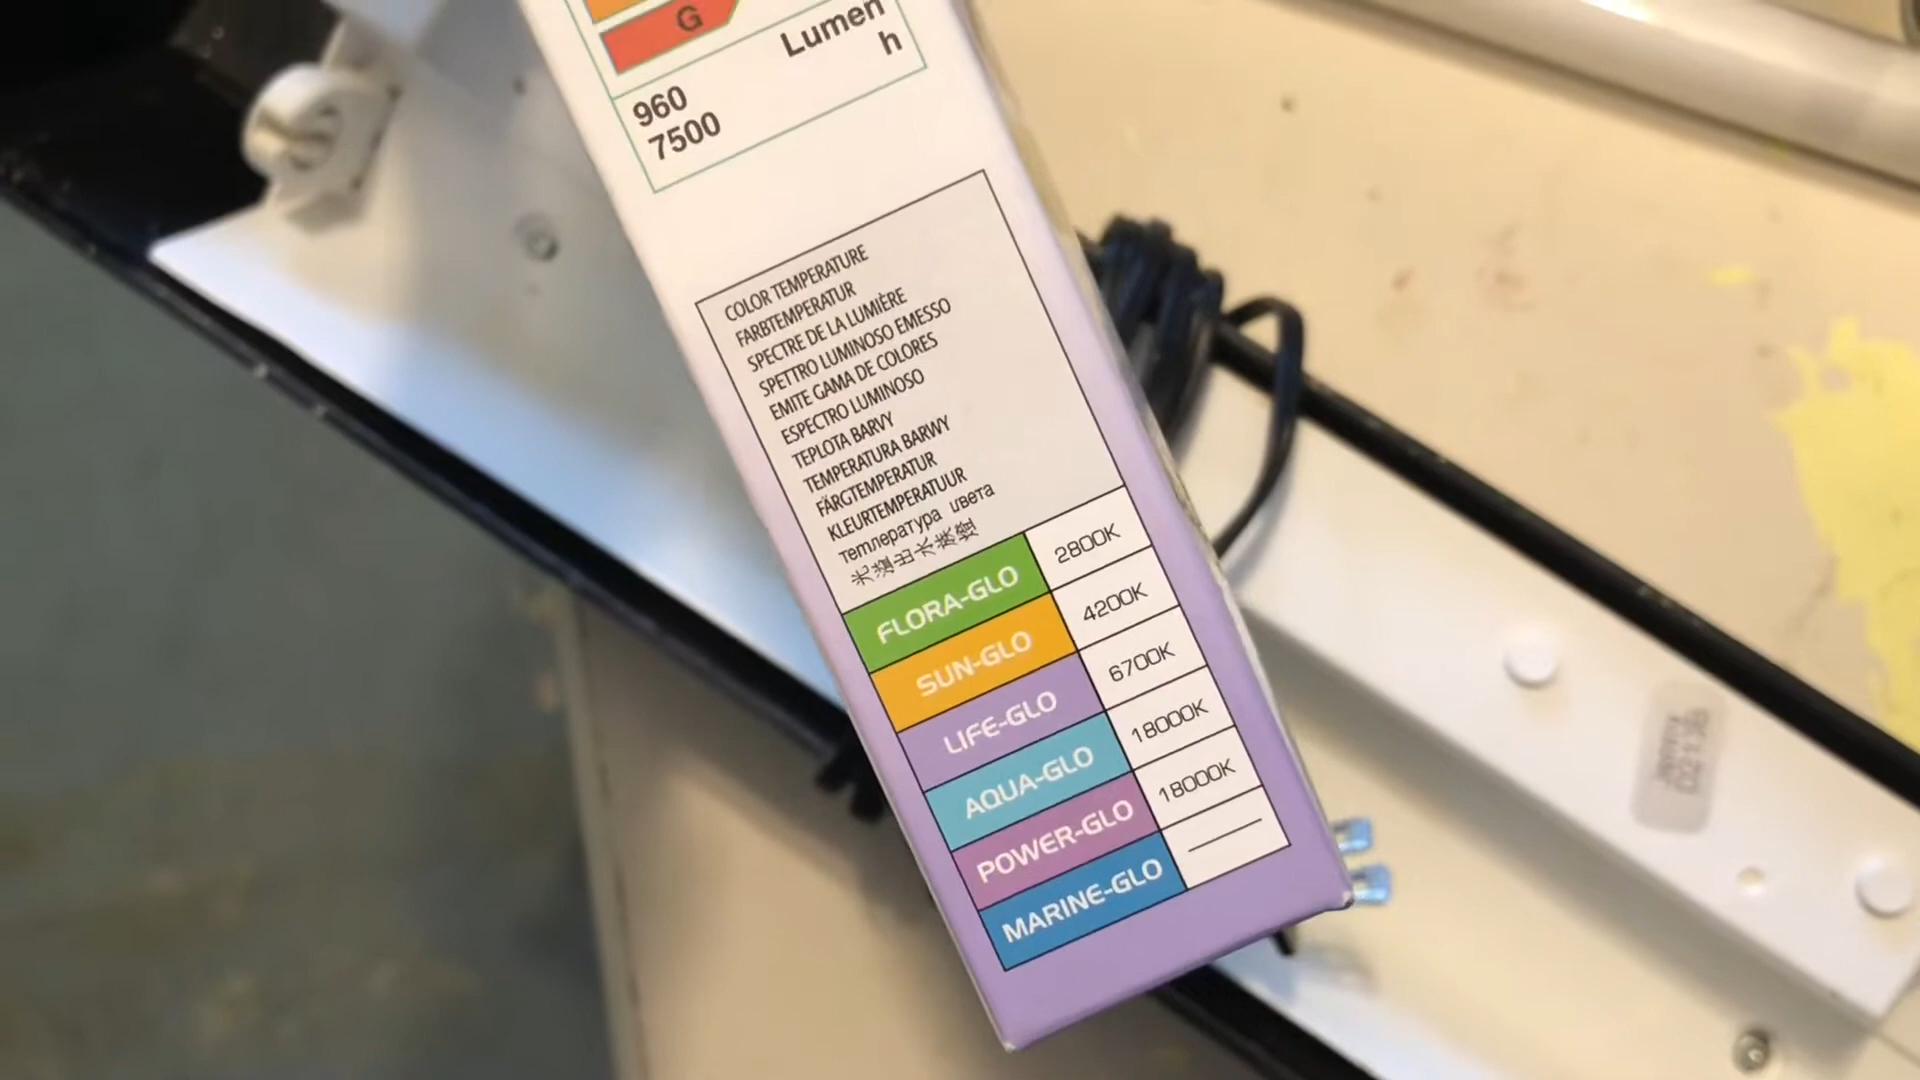 G
Lumen
h
960
7500
COLOR TEMPERATURE
FARBTEMPERATUR
SPECTRE DE LA LUMIÈRE
SPETTRO LUMINOSO EMESSO
EMITE GAMA DE COLORES
ESPECTRO LUMINOSO
TEPLOTA BARVY
TEMPERATURA BARWY
FÄRGTEMPERATUR
KLEURTEMPERATUUR
температура цвета
FLORA-GLO 2800K
SUN-GLO 4200K
LIFE-GLO 6700K
AQUA-GLO 18000K
POWER-GLO 18000K
MARINE-GLO